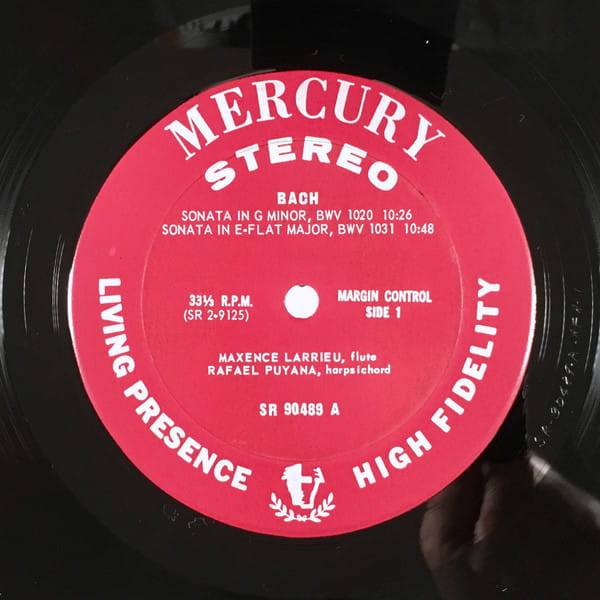 MERCURY
STEREO
BACH
SONATA IN G MINOR, BWV 1020 10:26
SONATA IN E-FLAT MAJOR, BWV 1031 10:48
33⅓ R.P.M.
(SR 2-9125)
MARGIN CONTROL
SIDE 1
MAXENCE LARRIEU, flute
RAFAEL PUYANA, harpsichord
SR 90489 A
LIVING PRESENCE
HIGH FIDELITY